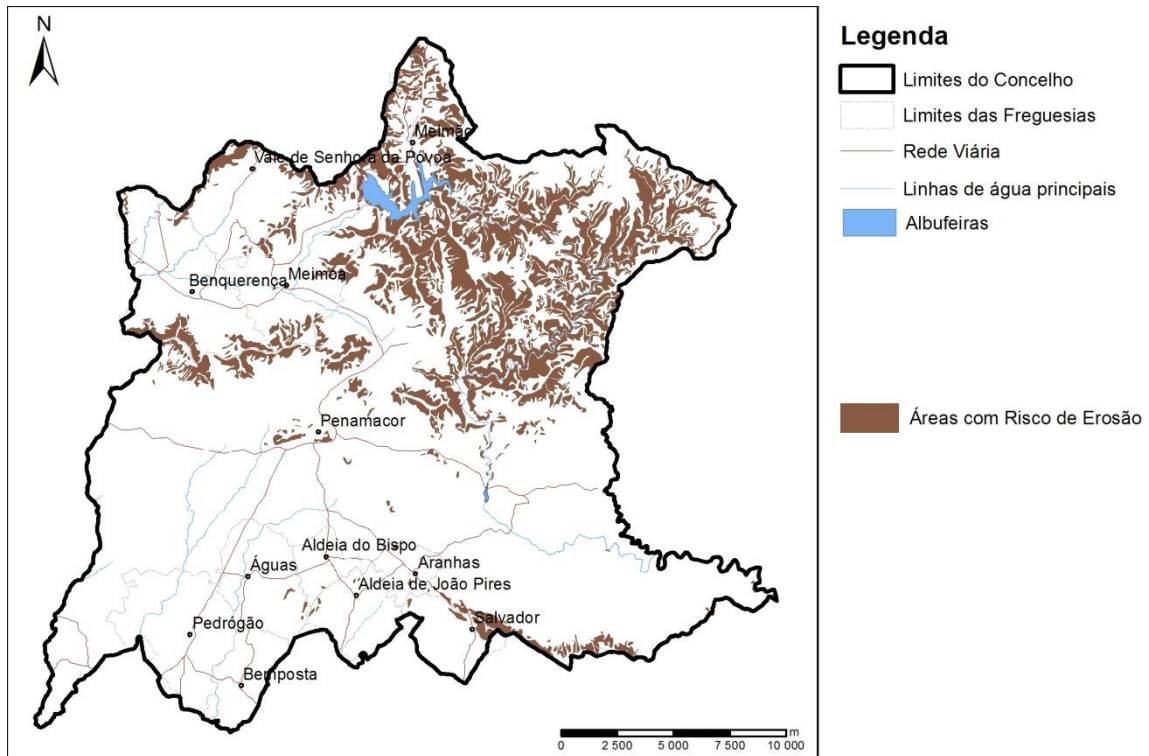 N
Meimão
Vale de Senhora da Póvoa
Benquerença
Meimoa
Penamacor
Aldeia do Bispo
Aranhas
Águas
Aldeia de João Pires
Salvador
Pedrógão
Bemposta
m
0 2 500 5 000 7 500 10 000
Legenda
Limites do Concelho
Limites das Freguesias
Rede Viária
Linhas de água principais
Albufeiras
Áreas com Risco de Erosão